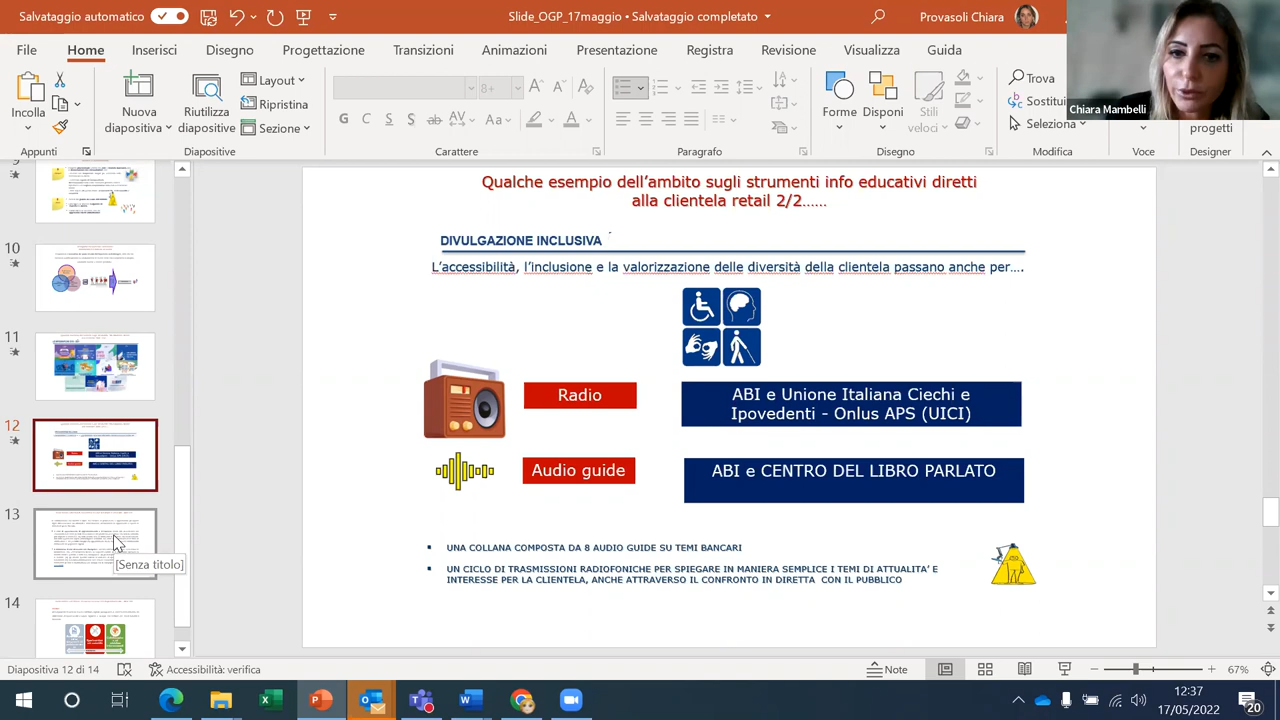 Salvataggio automatico
Slide_OGP_17maggio • Salvataggio completato
Provasoli Chiara
File
Home
Inserisci
Disegno
Progettazione
Transizioni
Animazioni
Presentazione
Registra
Revisione
Visualizza
Guida
Chiara Mambelli
Incolla
Nuova
diapositiva
Riutilizza
diapositive
Layout
Ripristina
Sezione
G
Aa
A
Forme
Disponi
Stili
veloci
Trova
Sostitui
Seleziona
progetti
Appunti
Diapositive
Carattere
Paragrafo
Disegno
Modifica
Voce
Designer
10
11
12
13
[Senza titolo]
14
Qualche esempio dell'ambito sugli strumenti info educativi diretti
alla clientela retail 2/2......
DIVULGAZIONE INCLUSIVA
L'accessibilità, l'inclusione e la valorizzazione delle diversità della clientela passano anche per....
Radio
ABI e Unione Italiana Ciechi e
Ipovedenti - Onlus APS (UICI)
Audio guide
ABI e CENTRO DEL LIBRO PARLATO
UNA COLLANA COMPOSTA DA 8 AUDIO GUIDE SU TEMI BANCARI
UN CICLO DI TRASMISSIONI RADIOFONICHE PER SPIEGARE IN MANIERA SEMPLICE I TEMI DI ATTUALITA' E
INTERESSE PER LA CLIENTELA, ANCHE ATTRAVERSO IL CONFRONTO IN DIRETTA CON IL PUBBLICO
Diapositiva 12 di 14
Accessibilità: verifica
Note
67%
12:37
17/05/2022
20